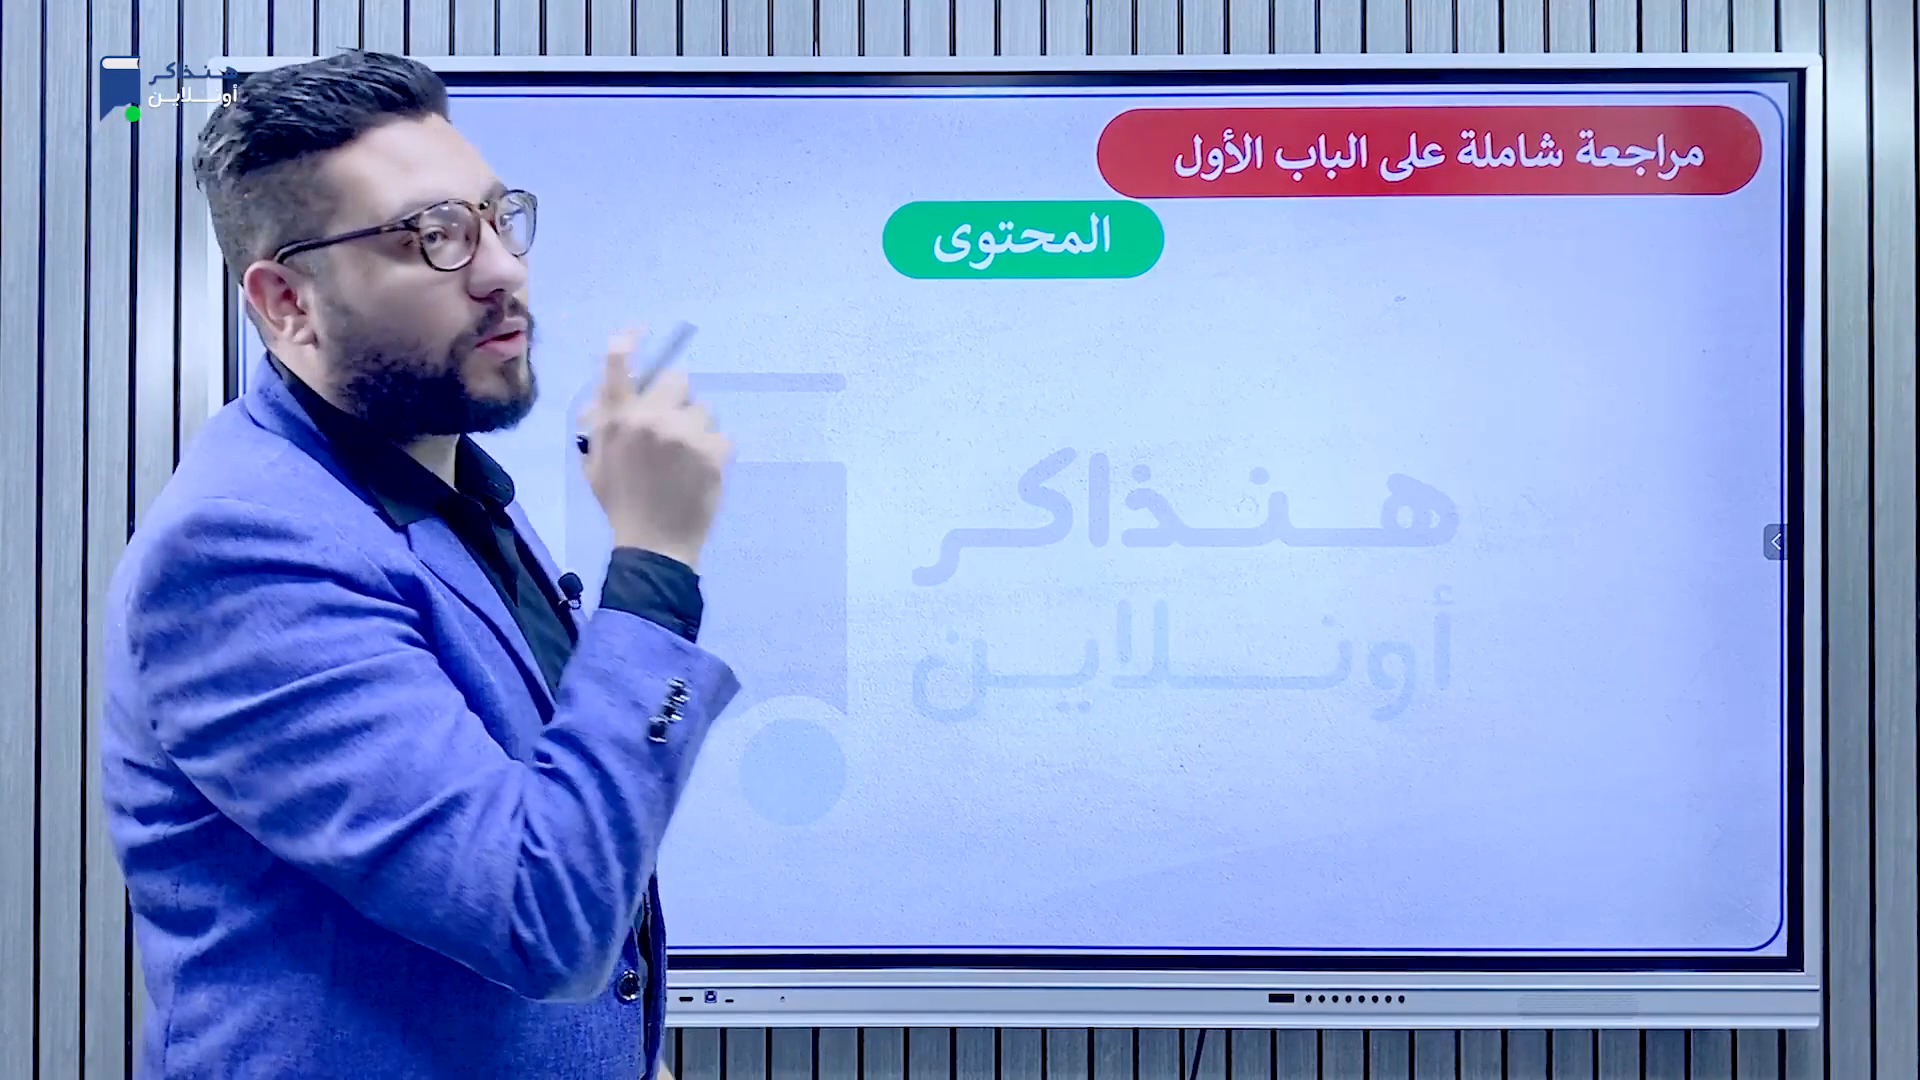 هنذاكر
أونلاين
مراجعة شاملة على الباب الأول
المحتوى
هنذاكر
أونلاين